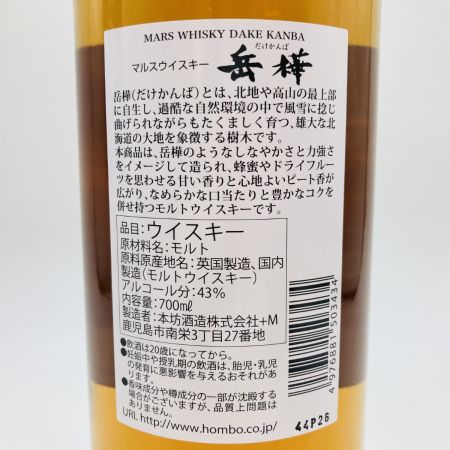 MARS WHISKY DAKE KANBA
だけかんば
マルスウイスキー 岳樺
岳樺(だけかんば)とは、北地や高山の最上部
に自生し、過酷な自然環境の中で風雪に捻じ
曲げられながらもたくましく育つ、雄大な北
海道の大地を象徴する樹木です。
本商品は、岳樺のようなしなやかさと力強さ
をイメージして造られ、蜂蜜やドライフルー
ツを思わせる甘い香りと心地よいピート香が
広がり、なめらかな口当たりと豊かなコクを
併せ持つモルトウイスキーです。
品目:ウイスキー
原材料名:モルト
原料原産地名:英国製造、国内
製造(モルトウイスキー)
アルコール分:43%
内容量:700㎖
製造者:本坊酒造株式会社+M
鹿児島市南栄3丁目27番地
●飲酒は20歳になってから。
●妊娠中や授乳期の飲酒は、胎児・乳児
の発育に悪影響を与えるおそれがあ
ります。
●香味成分や樽成分の一部が沈殿する
場合がございますが、品質上問題は
ありません。
URL http://www.hombo.co.jp/
4 976881 503434
44P26